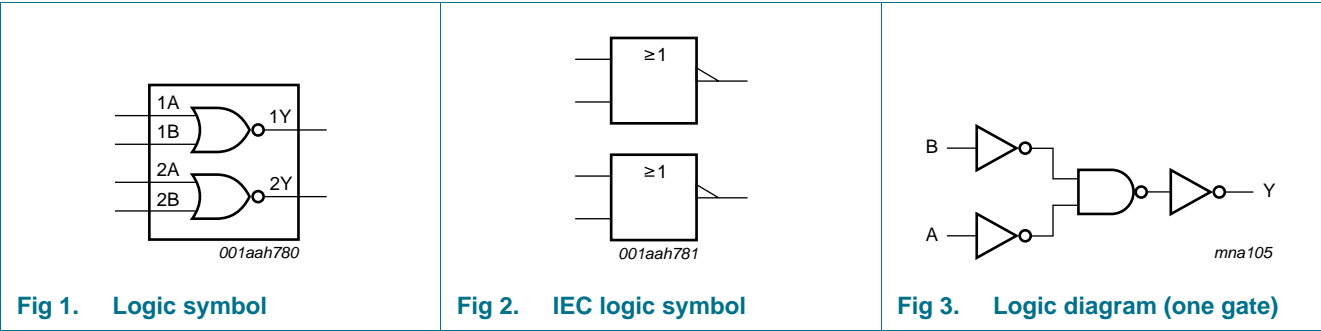 1A
1B
1Y
2A
2B
2Y
001aah780
Fig 1. Logic symbol
≥1
≥1
001aah781
Fig 2. IEC logic symbol
B
A
Y
mna105
Fig 3. Logic diagram (one gate)